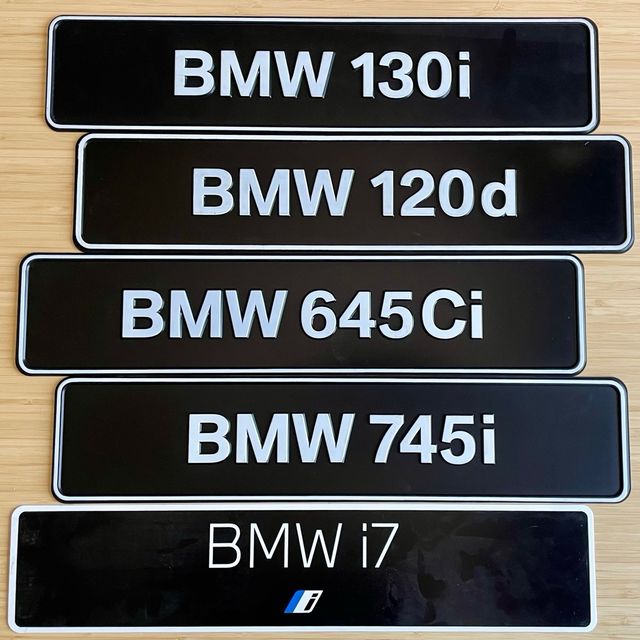 BMW 130i
BMW 120d
BMW 645Ci
BMW 745i
BMW i7
i